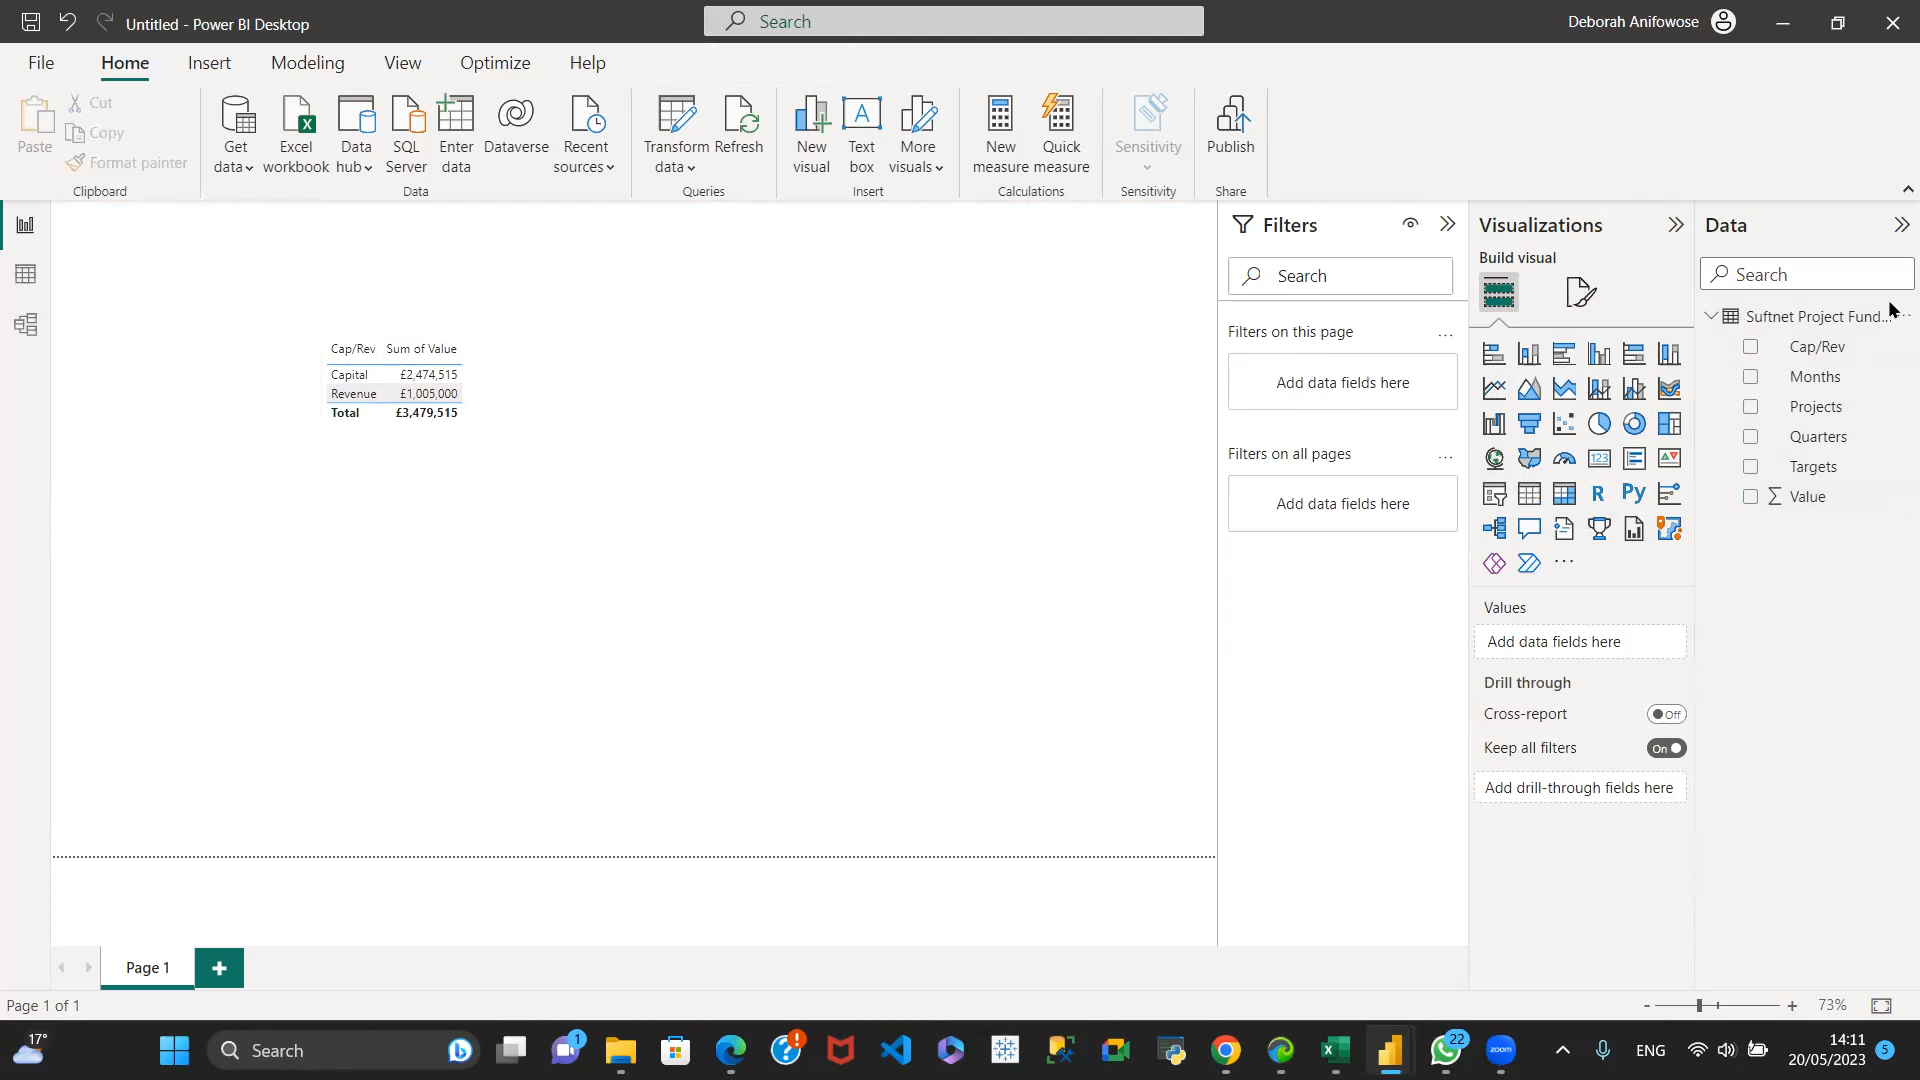 Untitled - Power BI Desktop
Search
Deborah Anifowose
File
Home
Insert
Modeling
View
Optimize
Help
Paste
Cut
Copy
Format painter
Clipboard
Get data
Excel workbook
Data hub
SQL Server
Enter data
Dataverse
Recent sources
Data
Transform data
Refresh
Queries
New visual
Text box
More visuals
Insert
New measure
Quick measure
Calculations
Sensitivity
Sensitivity
Publish
Share
Cap/Rev Sum of Value
Capital £2,474,515
Revenue £1,005,000
Total £3,479,515
Filters
Search
Filters on this page
...
Add data fields here
Filters on all pages
...
Add data fields here
Visualizations
Build visual
123
R
Py
...
Values
Add data fields here
Drill through
Cross-report
Off
Keep all filters
On
Add drill-through fields here
Data
Search
Suftnet Project Fund...
Cap/Rev
Months
Projects
Quarters
Targets
Σ Value
Page 1
+
Page 1 of 1
- + 73%
17°
Search
1
22
zoom
ENG
14:11
20/05/2023
5